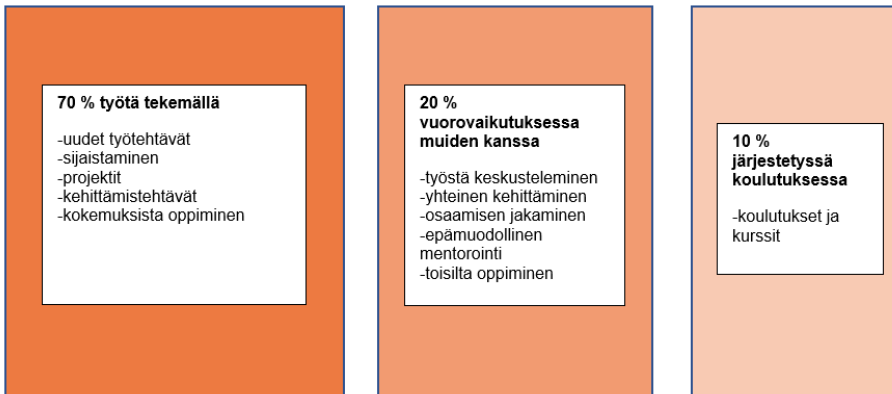 70 % työtä tekemällä
-uudet työtehtävät
-sijaistaminen
-projektit
-kehittämistehtävät
-kokemuksista oppiminen
20 %
vuorovaikutuksessa
muiden kanssa
-työstä keskusteleminen
-yhteinen kehittäminen
-osaamisen jakaminen
-epämuodollinen
mentorointi
-toisilta oppiminen
10 %
järjestetyssä
koulutuksessa
-koulutukset ja
kurssit